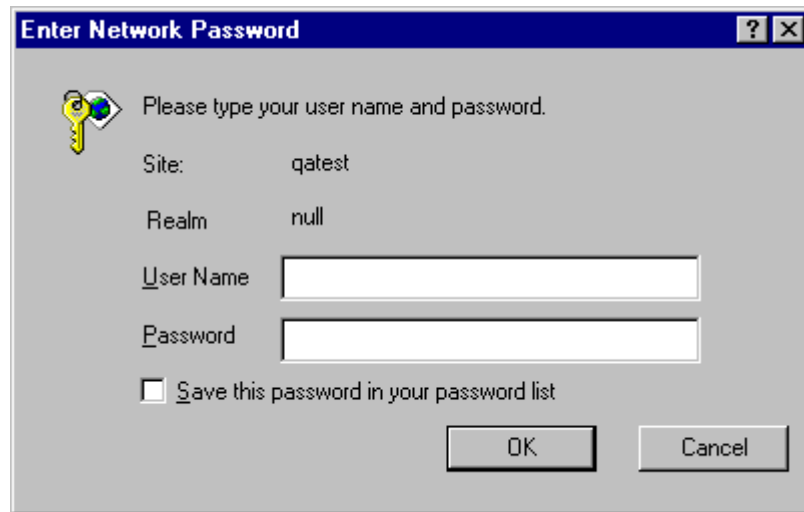 Enter Network Password
Please type your user name and password.
Site: qatest
Realm null
User Name
Password
Save this password in your password list
OK Cancel